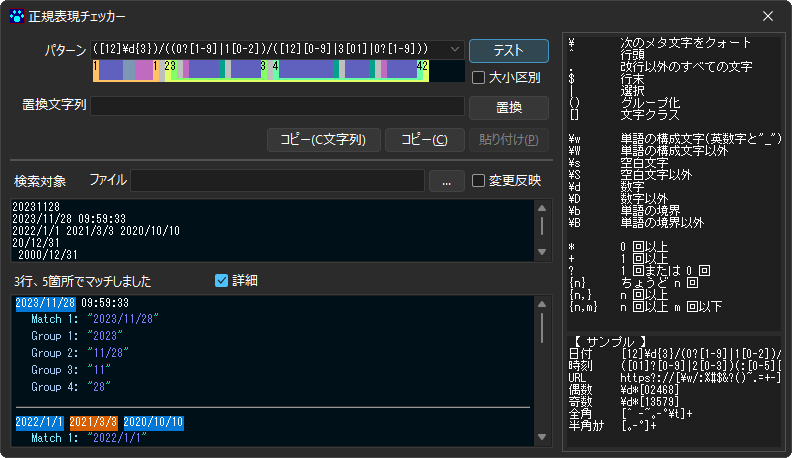 正規表現チェッカー
パターン
([12]¥d{3})/((0?[1-9]|1[0-2])/([12][0-9]|3[01]|0?[1-9]))
テスト
1 1 23 3 4 42
大小区別
置換文字列
置換
コピー(C文字列)
コピー(C)
貼り付け(P)
検索対象
ファイル
...
変更反映
20231128
2023/11/28 09:59:33
2022/1/1 2021/3/3 2020/10/10
20/12/31
2000/12/31
3行、5箇所でマッチしました
詳細
2023/11/28 09:59:33
Match 1: "2023/11/28"
Group 1: "2023"
Group 2: "11/28"
Group 3: "11"
Group 4: "28"
2022/1/1 2021/3/3 2020/10/10
Match 1: "2022/1/1"
¥ 次のメタ文字をクォート
^ 行頭
. 改行以外のすべての文字
$ 行末
| 選択
() グループ化
[] 文字クラス
¥w 単語の構成文字(英数字と"_")
¥W 単語の構成文字以外
¥s 空白文字
¥S 空白文字以外
¥d 数字
¥D 数字以外
¥b 単語の境界
¥B 単語の境界以外
* 0 回以上
+ 1 回以上
? 1 回または 0 回
{n} ちょうど n 回
{n,} n 回以上
{n,m} n 回以上 m 回以下
【 サンプル 】
日付 [12]¥d{3}/(0?[1-9]|1[0-2])/
時刻 ([01]?[0-9]|2[0-3])(:[0-5][
URL https?://[¥w/:%#$&?()~.=+-]
偶数 ¥d*[02468]
奇数 ¥d*[13579]
全角 [^ -~｡-ﾟ¥t]+
半角ｶﾅ [｡-ﾟ]+